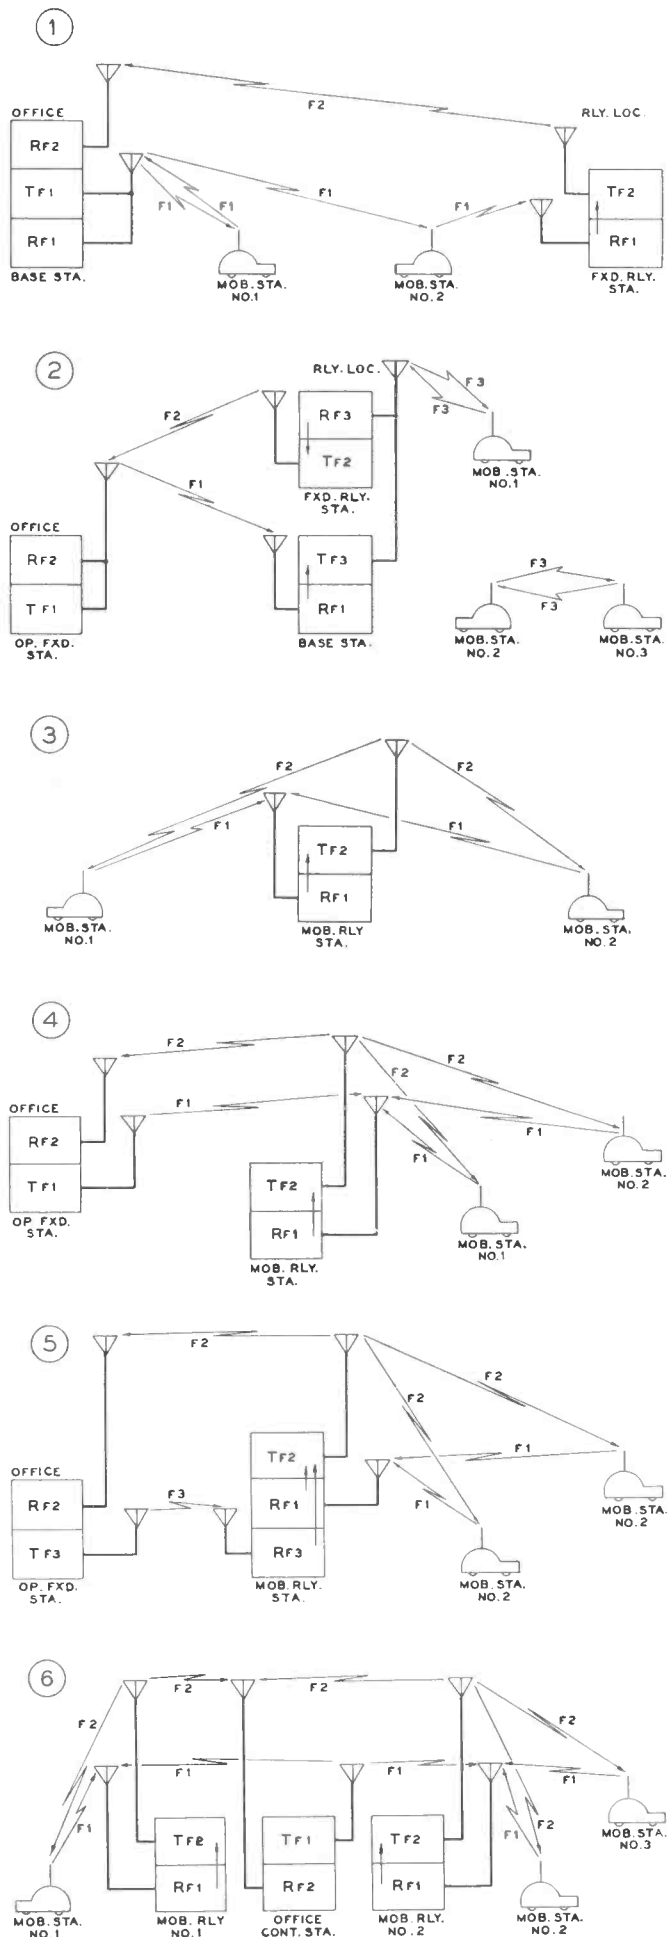 1
F2
OFFICE
RLY. LOC.
RF2
TF1
RF1
F1
F1
F1
F1
TF2
RF1
BASE STA.
MOB. STA.
NO.1
MOB. STA.
NO.2
FXD. RLY.
STA.
2
RLY. LOC.
F2
F3
F3
RF3
TF2
MOB. STA.
NO.1
FXD. RLY.
STA.
F1
OFFICE
RF2
TF1
TF3
RF1
F3
F3
OP. FXD.
STA.
BASE STA.
MOB. STA.
NO.2
MOB. STA.
NO.3
3
F2
F2
F1
F1
TF2
RF1
MOB. STA.
NO.1
MOB. RLY
STA.
MOB. STA.
NO.2
4
F2
F2
F2
F1
F1
F1
OFFICE
RF2
TF1
TF2
RF1
MOB. STA.
NO.2
OP. FXD.
STA.
MOB. RLY.
STA.
MOB. STA.
NO.1
5
F2
F2
F2
F1
F1
TF2
RF1
RF3
OFFICE
RF2
TF3
F3
MOB. STA.
NO.2
OP. FXD.
STA.
MOB. RLY.
STA.
MOB. STA.
NO.2
6
F2
F2
F2
F2
F2
F1
F1
F1
F1
F1
TF2
RF1
TF1
RF2
TF2
RF1
MOB. STA.
NO.3
MOB. STA.
NO.1
MOB. RLY
NO.1
OFFICE
CONT. STA.
MOB. RLY.
NO.2
MOB. STA.
NO.2